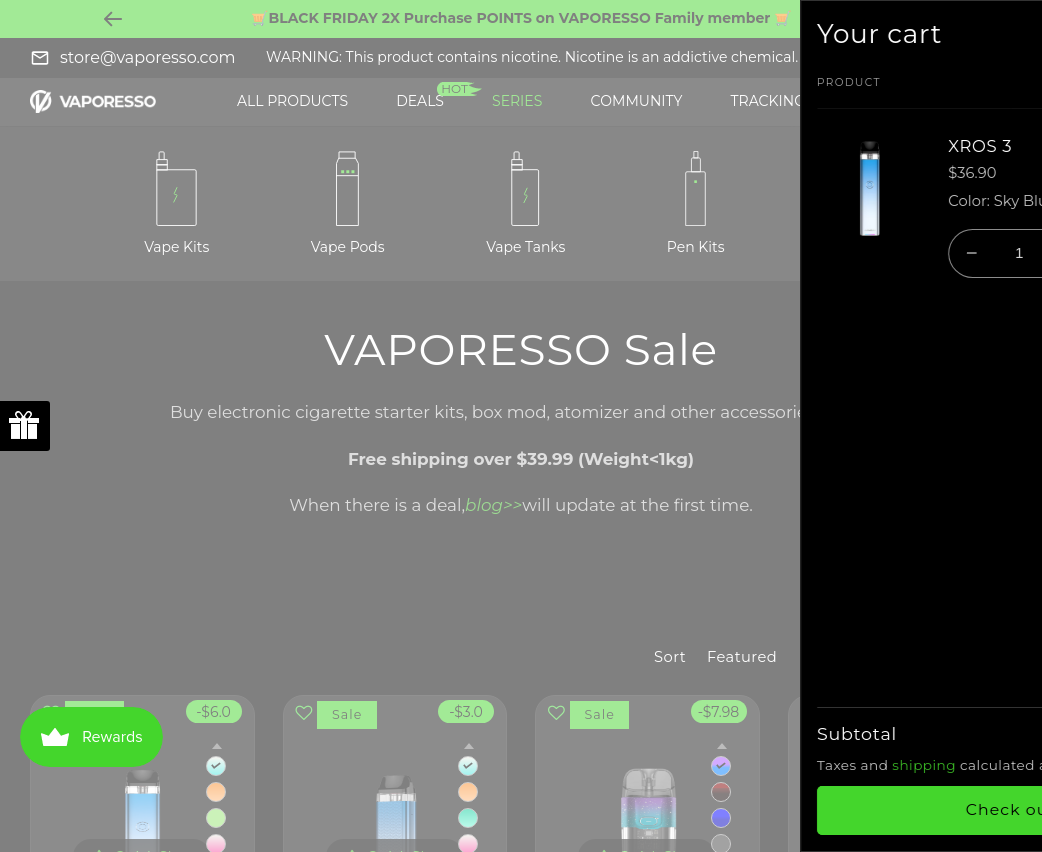 BLACK FRIDAY 2X Purchase POINTS on VAPORESSO Family member
store@vaporesso.com
WARNING: This product contains nicotine. Nicotine is an addictive chemical.
VAPORESSO
ALL PRODUCTS
DEALS
HOT
SERIES
COMMUNITY
TRACKING
Vape Kits
Vape Pods
Vape Tanks
Pen Kits
VAPORESSO Sale
Buy electronic cigarette starter kits, box mod, atomizer and other accessorie
Free shipping over $39.99 (Weight<1kg)
When there is a deal,blog>>will update at the first time.
Sort
Featured
-$6.0
Sale
-$3.0
Sale
-$7.98
Rewards
Your cart
PRODUCT
XROS 3
$36.90
Color: Sky Blu
1
Subtotal
Taxes and shipping calculated a
Check ou